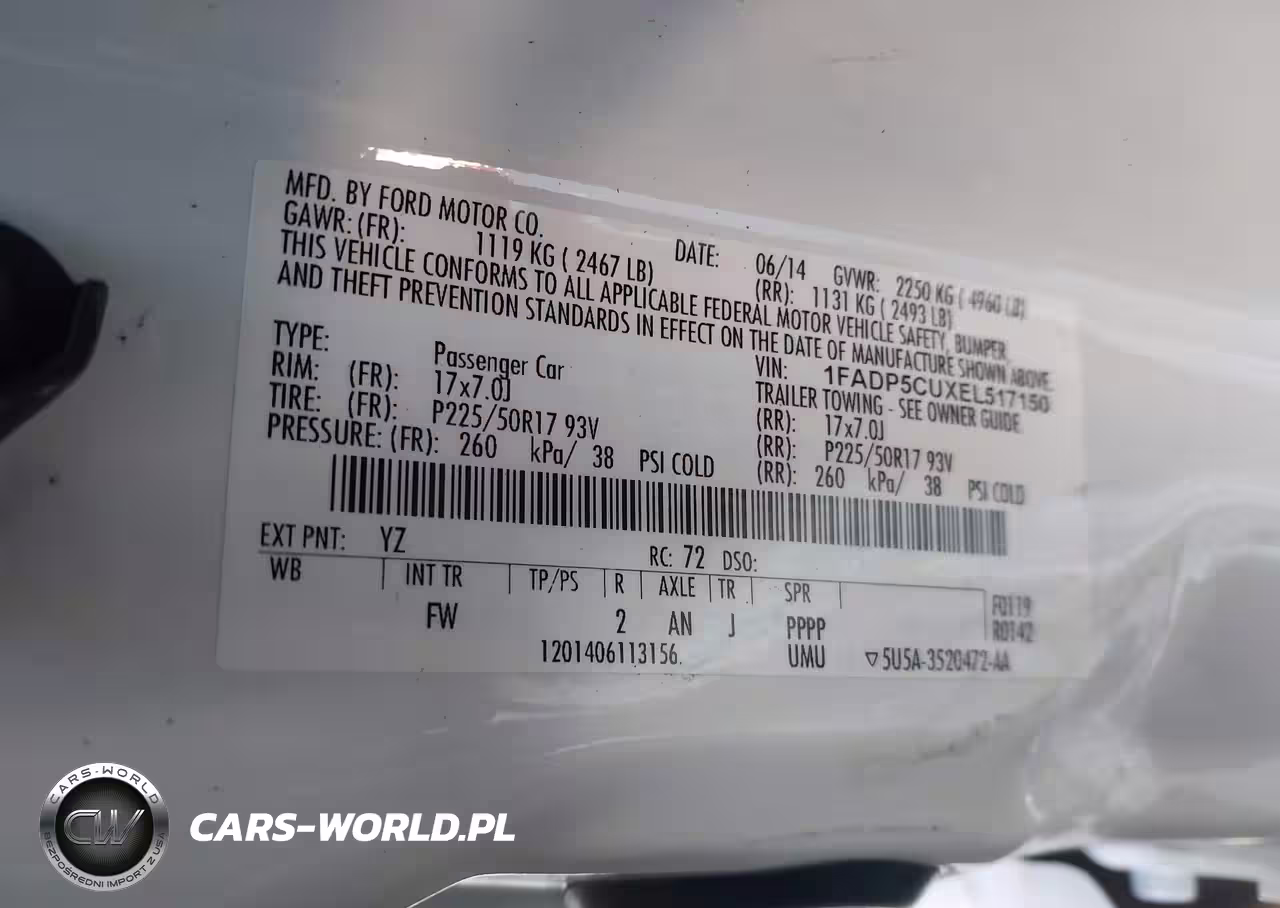 MFD. BY FORD MOTOR CO. DATE: 06/14 GVWR: 2250 KG ( 4960 LB)
GAWR: (FR): 1119 KG ( 2467 LB) (RR): 1131 KG ( 2493 LB)
THIS VEHICLE CONFORMS TO ALL APPLICABLE FEDERAL MOTOR VEHICLE SAFETY, BUMPER,
AND THEFT PREVENTION STANDARDS IN EFFECT ON THE DATE OF MANUFACTURE SHOWN ABOVE.
VIN: 1FADP5CUXEL517150
TYPE: Passenger Car TRAILER TOWING - SEE OWNER GUIDE.
RIM: (FR): 17x7.0J (RR): 17x7.0J
TIRE: (FR): P225/50R17 93V (RR): P225/50R17 93V
PRESSURE: (FR): 260 kPa/ 38 PSI COLD (RR): 260 kPa/ 38 PSI COLD
EXT PNT: YZ RC: 72 DSO:
WB INT TR TP/PS R AXLE TR SPR F0119
FW 2 AN J PPPP R0142
1201406113156. UMU ▽5U5A-3520472-AA
CARS-WORLD
CW
BEZPOŚREDNI IMPORT Z USA
CARS-WORLD.PL